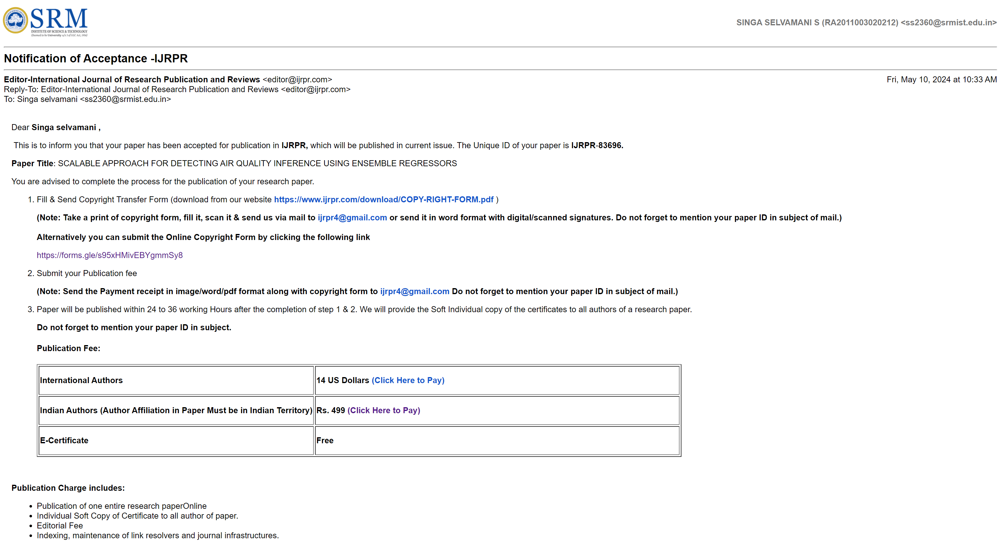 SRM
INSTITUTE OF SCIENCE & TECHNOLOGY
(Deemed to be University u/s 3 of UGC Act, 1956)
SINGA SELVAMANI S (RA2011003020212) <ss2360@srmist.edu.in>
Notification of Acceptance -IJRPR
Editor-International Journal of Research Publication and Reviews <editor@ijrpr.com>
Fri, May 10, 2024 at 10:33 AM
Reply-To: Editor-International Journal of Research Publication and Reviews <editor@ijrpr.com>
To: Singa selvamani <ss2360@srmist.edu.in>
Dear Singa selvamani ,
This is to inform you that your paper has been accepted for publication in IJRPR, which will be published in current issue. The Unique ID of your paper is IJRPR-83696.
Paper Title: SCALABLE APPROACH FOR DETECTING AIR QUALITY INFERENCE USING ENSEMBLE REGRESSORS
You are advised to complete the process for the publication of your research paper.
1. Fill & Send Copyright Transfer Form (download from our website https://www.ijrpr.com/download/COPY-RIGHT-FORM.pdf )
(Note: Take a print of copyright form, fill it, scan it & send us via mail to ijrpr4@gmail.com or send it in word format with digital/scanned signatures. Do not forget to mention your paper ID in subject of mail.)
Alternatively you can submit the Online Copyright Form by clicking the following link
https://forms.gle/s95xHMivEBYgmmSy8
2. Submit your Publication fee
(Note: Send the Payment receipt in image/word/pdf format along with copyright form to ijrpr4@gmail.com Do not forget to mention your paper ID in subject of mail.)
3. Paper will be published within 24 to 36 working Hours after the completion of step 1 & 2. We will provide the Soft Individual copy of the certificates to all authors of a research paper.
Do not forget to mention your paper ID in subject.
Publication Fee:
International Authors
14 US Dollars (Click Here to Pay)
Indian Authors (Author Affiliation in Paper Must be in Indian Territory)
Rs. 499 (Click Here to Pay)
E-Certificate
Free
Publication Charge includes:
• Publication of one entire research paperOnline
• Individual Soft Copy of Certificate to all author of paper.
• Editorial Fee
• Indexing, maintenance of link resolvers and journal infrastructures.